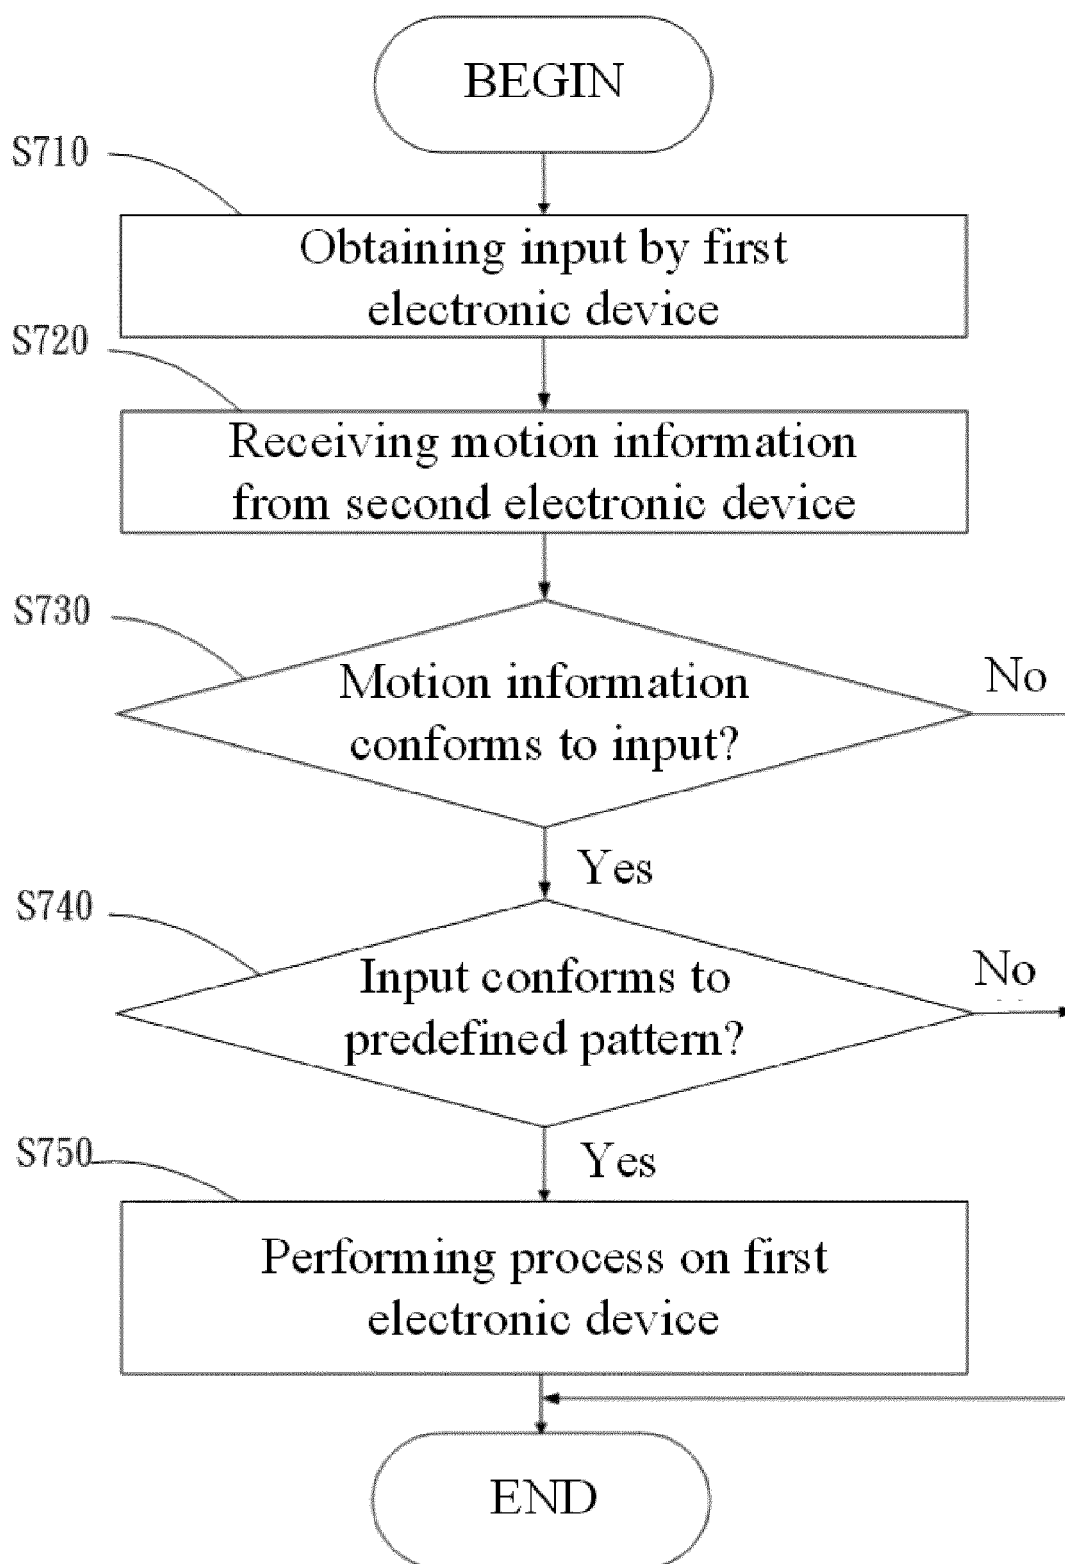 BEGIN
S710
Obtaining input by first
electronic device
S720
Receiving motion information
from second electronic device
S730
Motion information
conforms to input?
No
Yes
S740
Input conforms to
predefined pattern?
No
Yes
S750
Performing process on first
electronic device
END